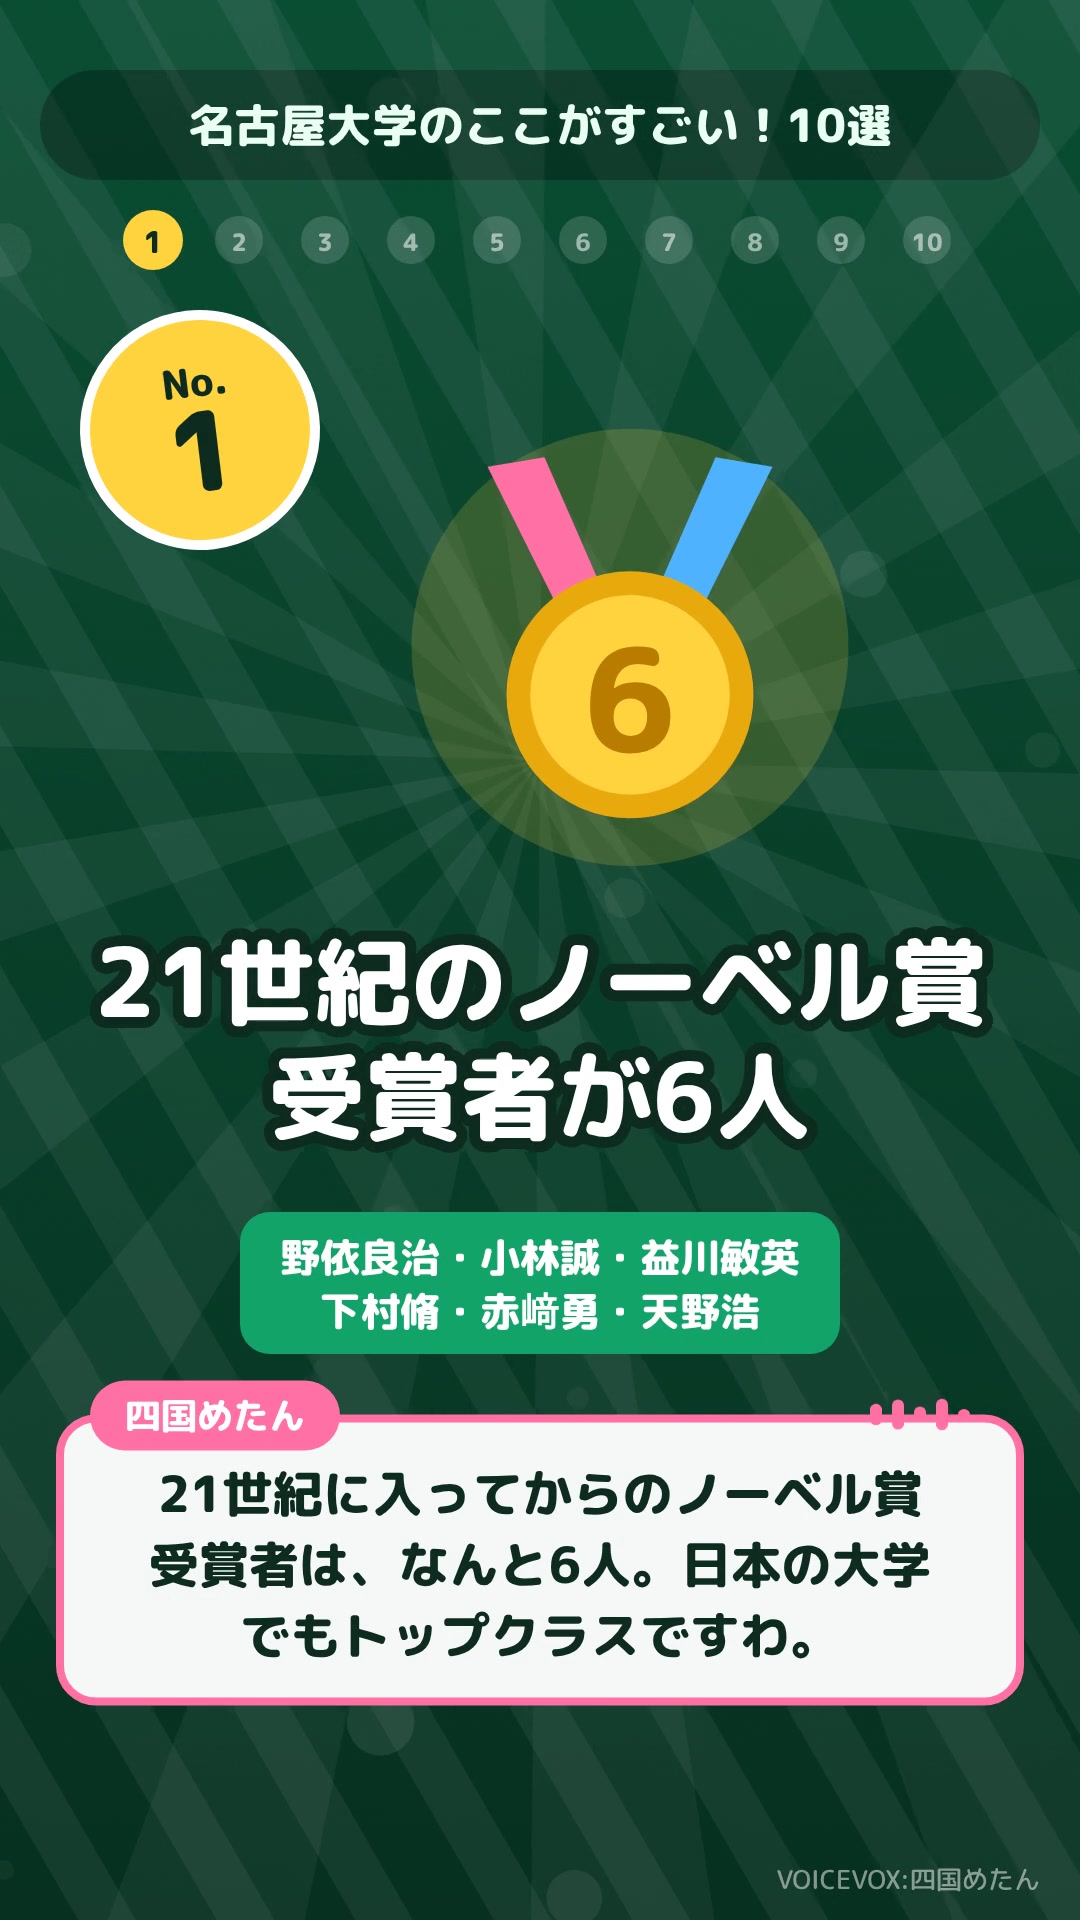 名古屋大学のここがすごい！10選
1 2 3 4 5 6 7 8 9 10
No.
1
6
21世紀のノーベル賞
受賞者が6人
野依良治・小林誠・益川敏英
下村脩・赤﨑勇・天野浩
四国めたん
21世紀に入ってからのノーベル賞
受賞者は、なんと6人。日本の大学
でもトップクラスですわ。
VOICEVOX:四国めたん